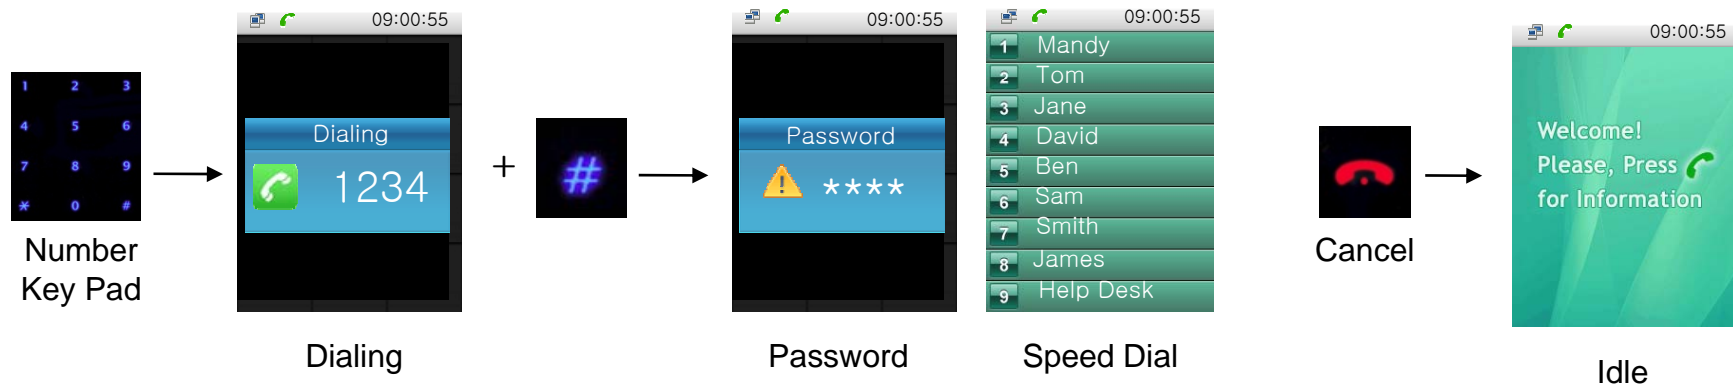 1 2 3
4 5 6
7 8 9
* 0 #
Number
Key Pad
09:00:55
Dialing
1234
Dialing
+
#
09:00:55
Password
****
Password
09:00:55
1 Mandy
2 Tom
3 Jane
4 David
5 Ben
6 Sam
7 Smith
8 James
9 Help Desk
Speed Dial
Cancel
09:00:55
Welcome!
Please, Press
for Information
Idle